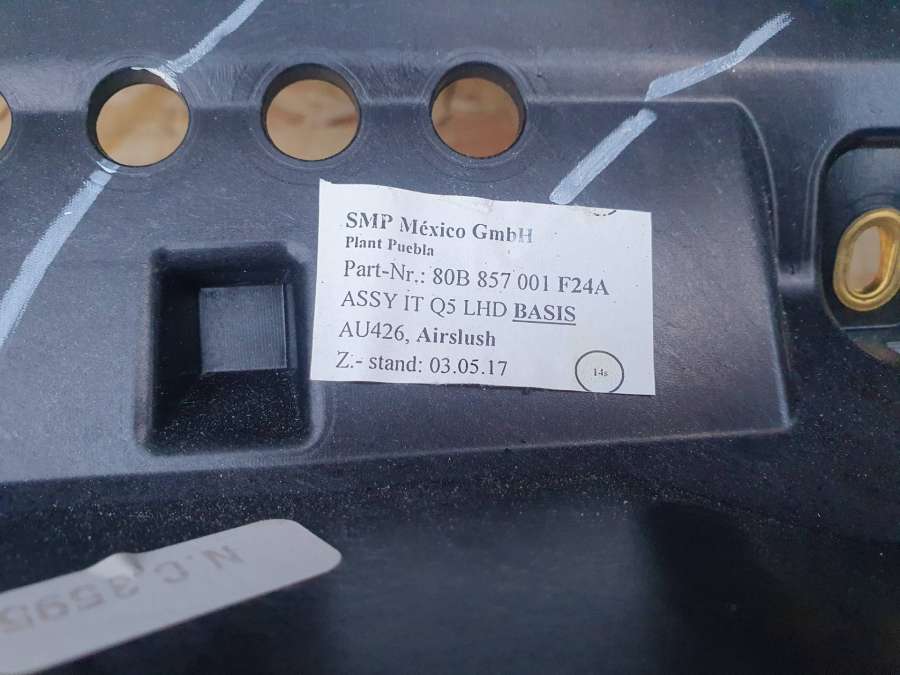 SMP México GmbH
Plant Puebla
Part-Nr.: 80B 857 001 F24A
ASSY IT Q5 LHD BASIS
AU426, Airslush
Z.- stand: 03.05.17
14s
N.C.8595